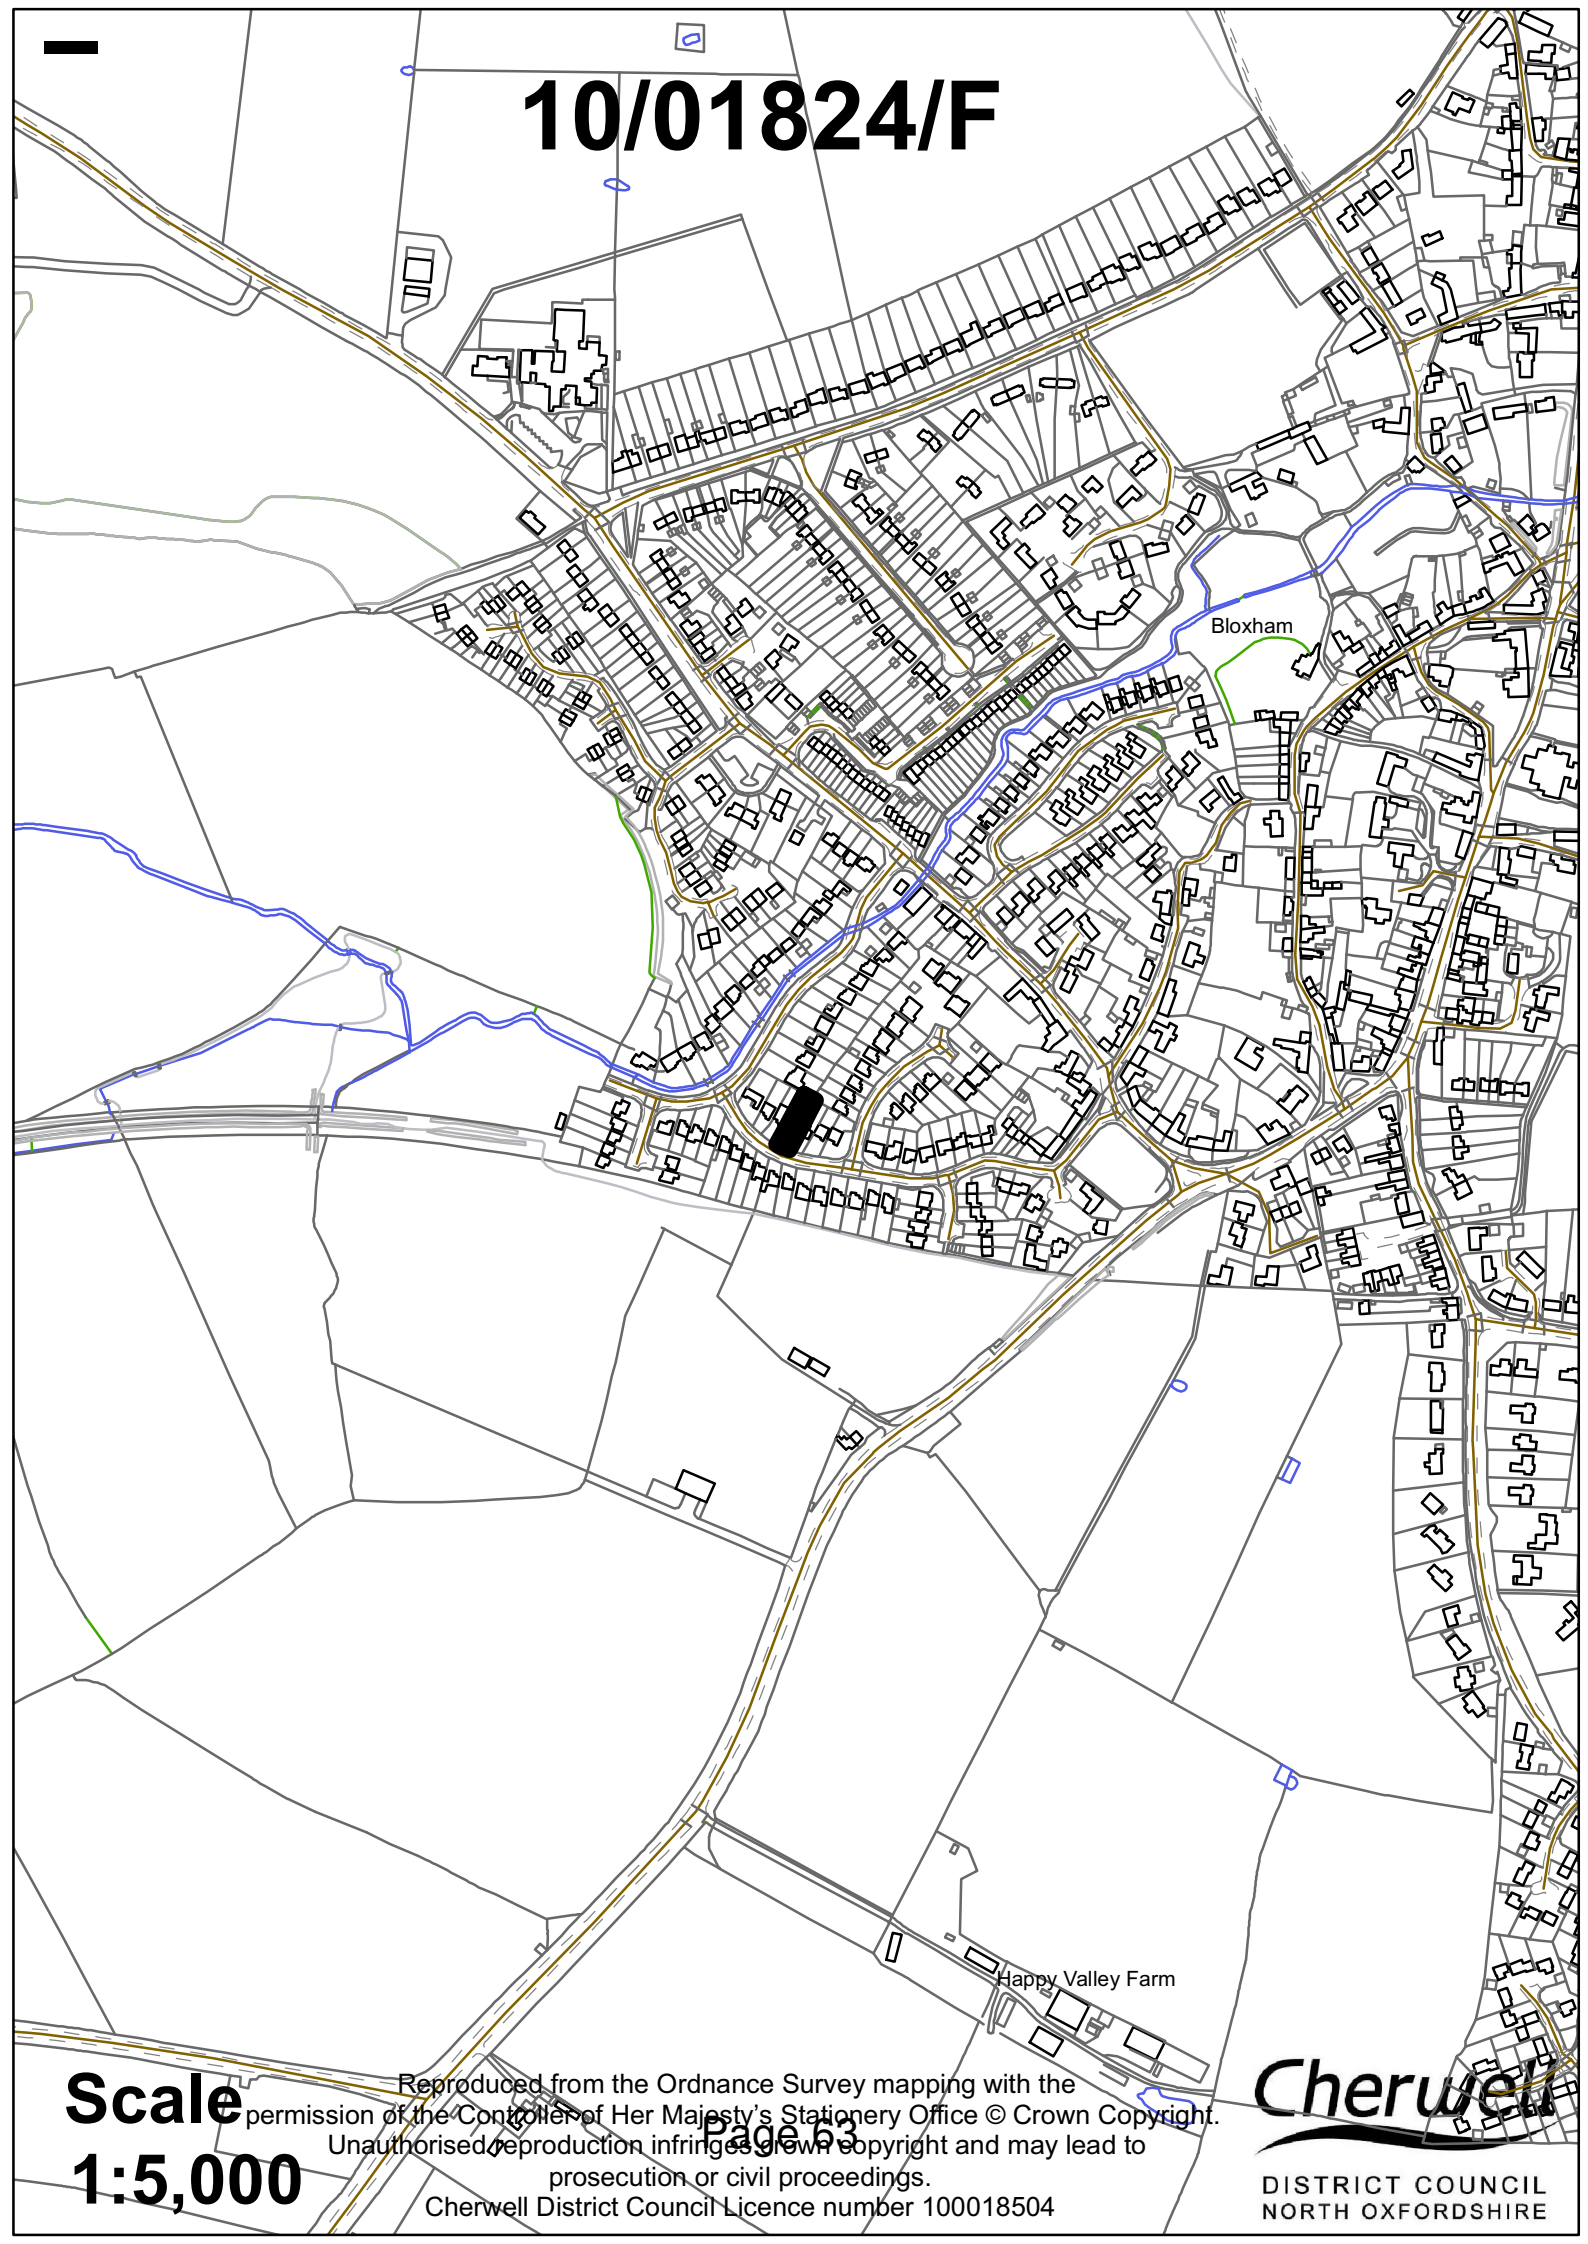 10/01824/F
Bloxham
Happy Valley Farm
Scale
1:5,000
Reproduced from the Ordnance Survey mapping with the
permission of the Controller of Her Majesty's Stationery Office © Crown Copyright.
Unauthorised reproduction infringes crown copyright and may lead to
prosecution or civil proceedings.
Cherwell District Council Licence number 100018504
Page 63
Cherwell
DISTRICT COUNCIL
NORTH OXFORDSHIRE